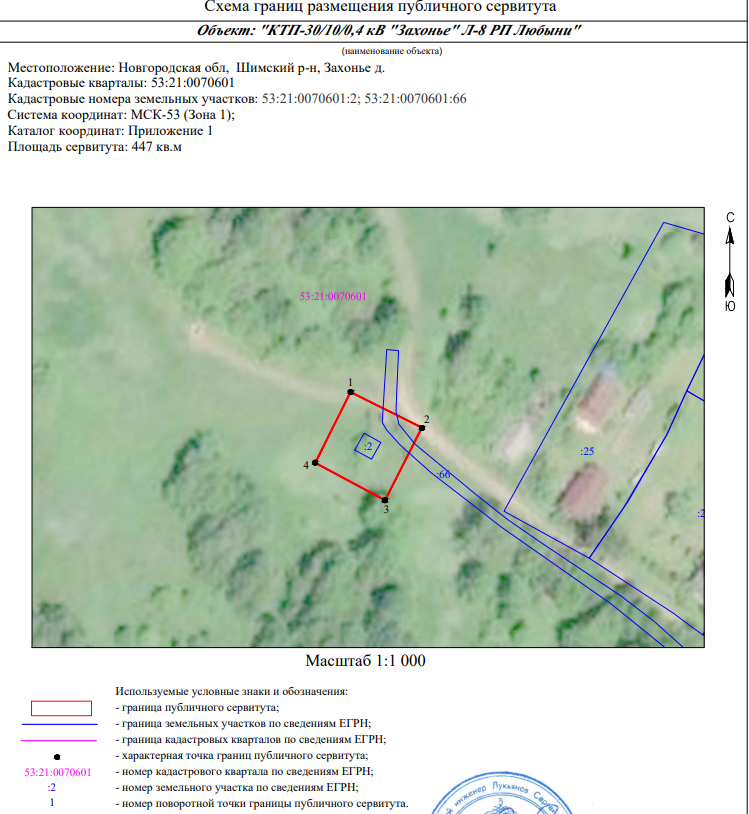 Схема границ размещения публичного сервитута
Объект: "КТП-30/10/0,4 кВ "Захонье" Л-8 РП Любыни"
(наименование объекта)
Местоположение: Новгородская обл, Шимский р-н, Захонье д.
Кадастровые кварталы: 53:21:0070601
Кадастровые номера земельных участков: 53:21:0070601:2; 53:21:0070601:66
Система координат: МСК-53 (Зона 1);
Каталог координат: Приложение 1
Площадь сервитута: 447 кв.м
С
Ю
53:21:0070601
1
2
:2
:25
4
:66
3
Масштаб 1:1 000
Используемые условные знаки и обозначения:
- граница публичного сервитута;
- граница земельных участков по сведениям ЕГРН;
- граница кадастровых кварталов по сведениям ЕГРН;
- характерная точка границ публичного сервитута;
53:21:0070601 - номер кадастрового квартала по сведениям ЕГРН;
:2 - номер земельного участка по сведениям ЕГРН;
1 - номер поворотной точки границы публичного сервитута.
инженер Лукьянов